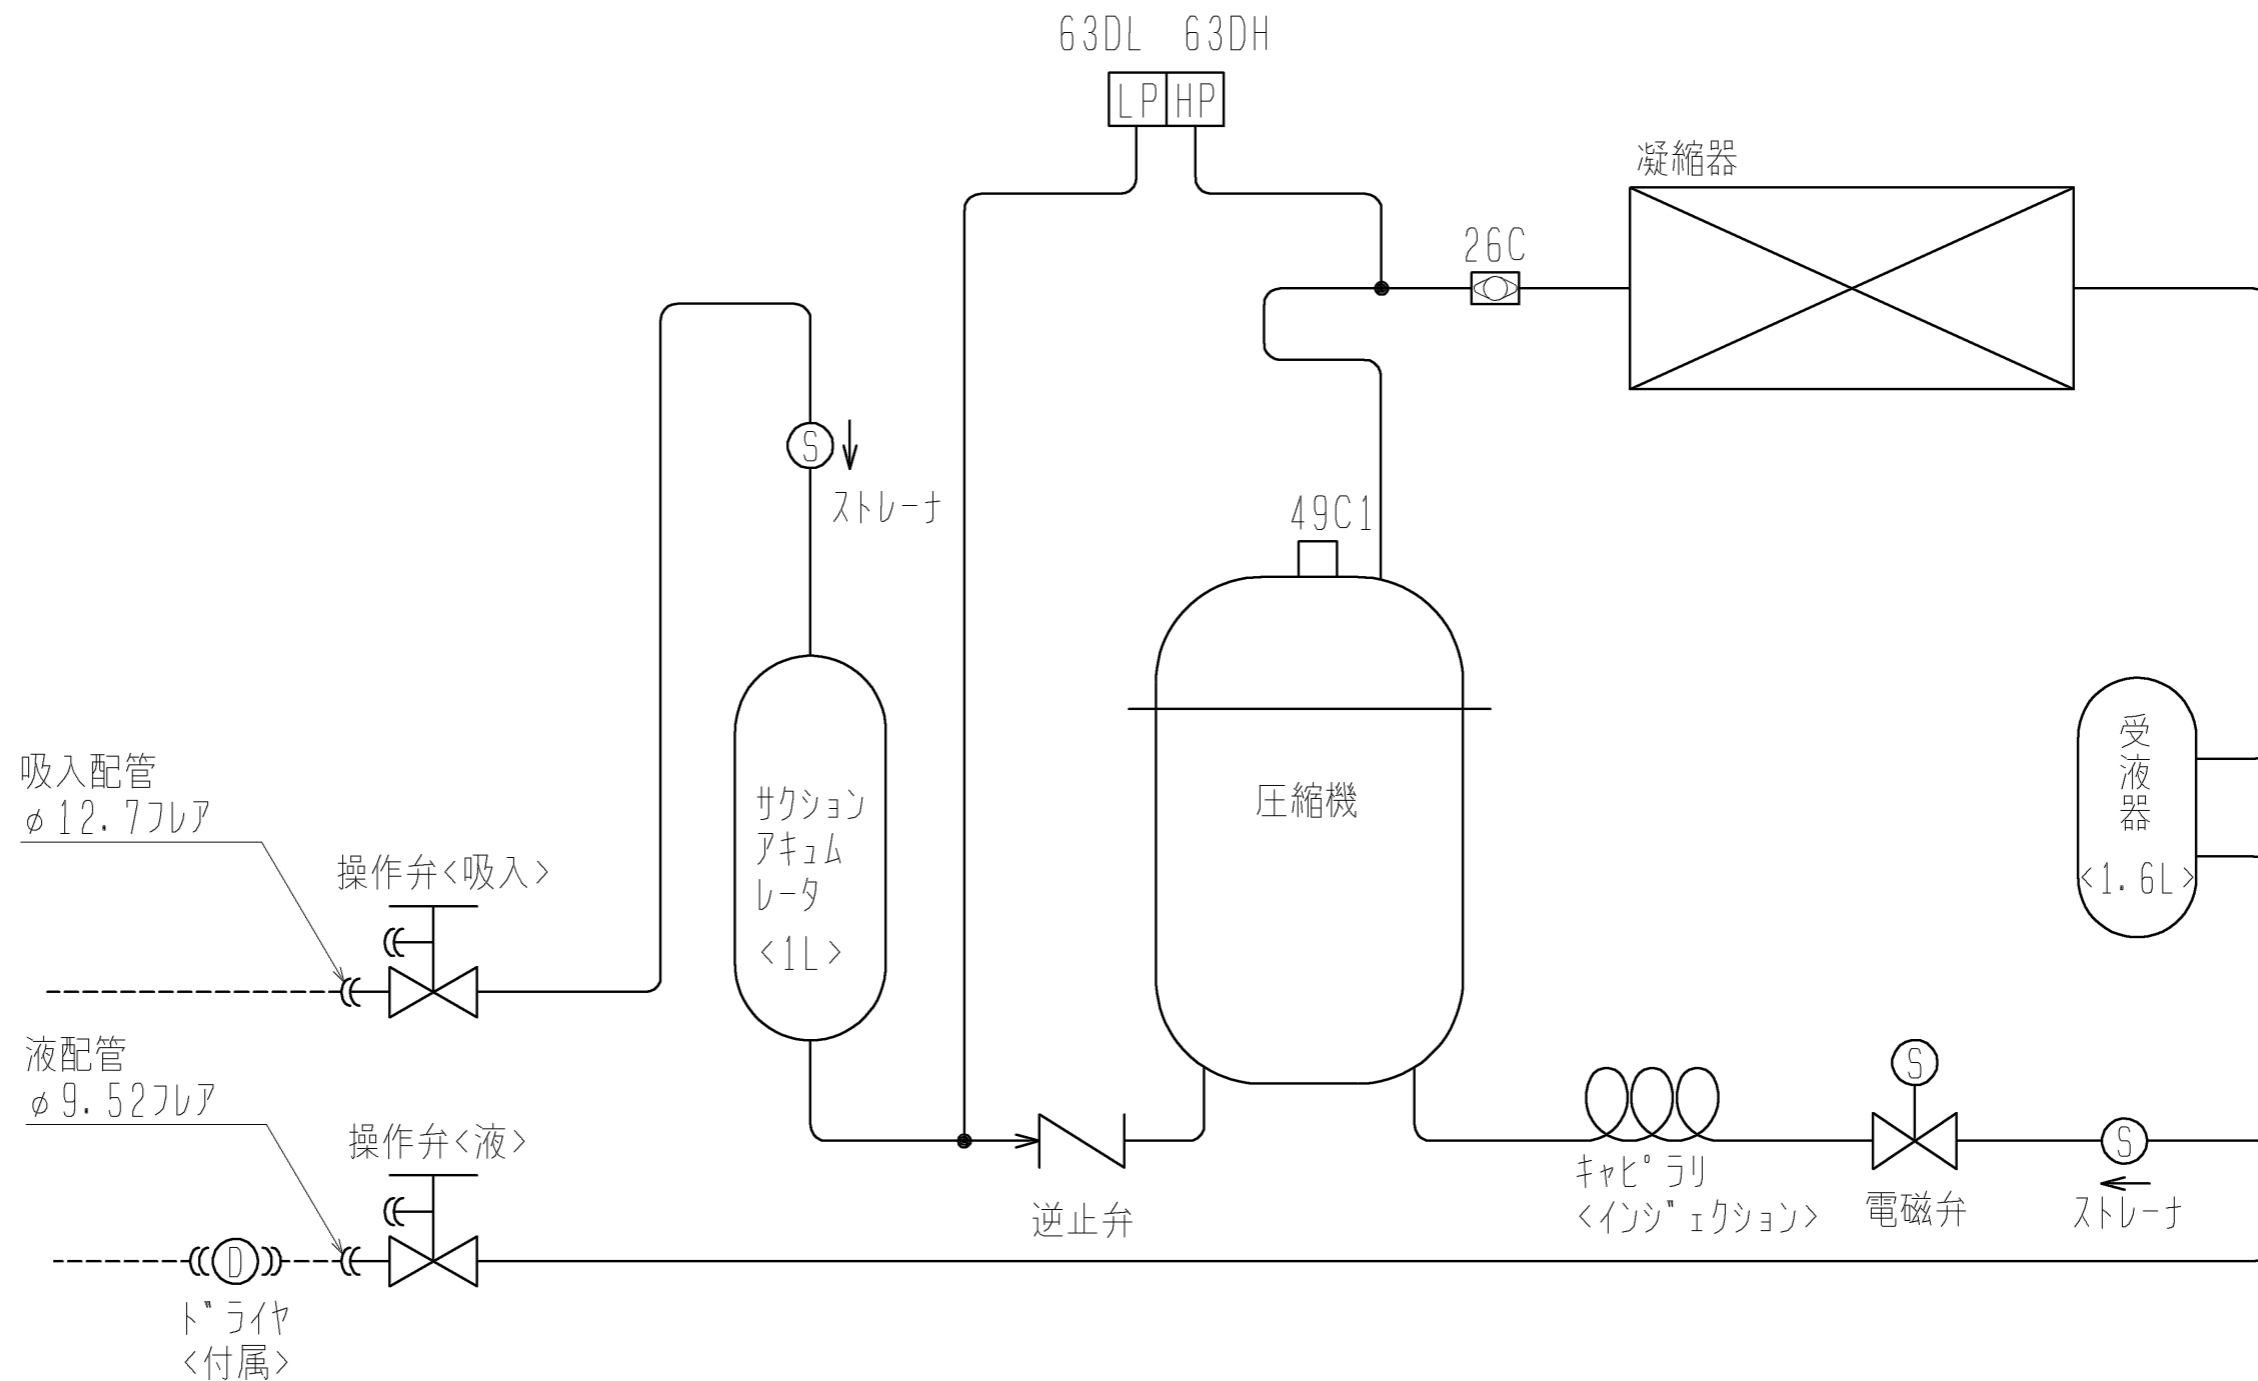 63DL 63DH
LP HP
凝縮器
26C
S
ストレーナ
49C1
受液器
<1.6L>
吸入配管
φ12.7フレア
操作弁<吸入>
サクション
アキュム
レータ
<1L>
圧縮機
液配管
φ9.52フレア
操作弁<液>
S
S
キャピラリ
<インジェクション>
電磁弁
ストレーナ
逆止弁
D
ドライヤ
<付属>